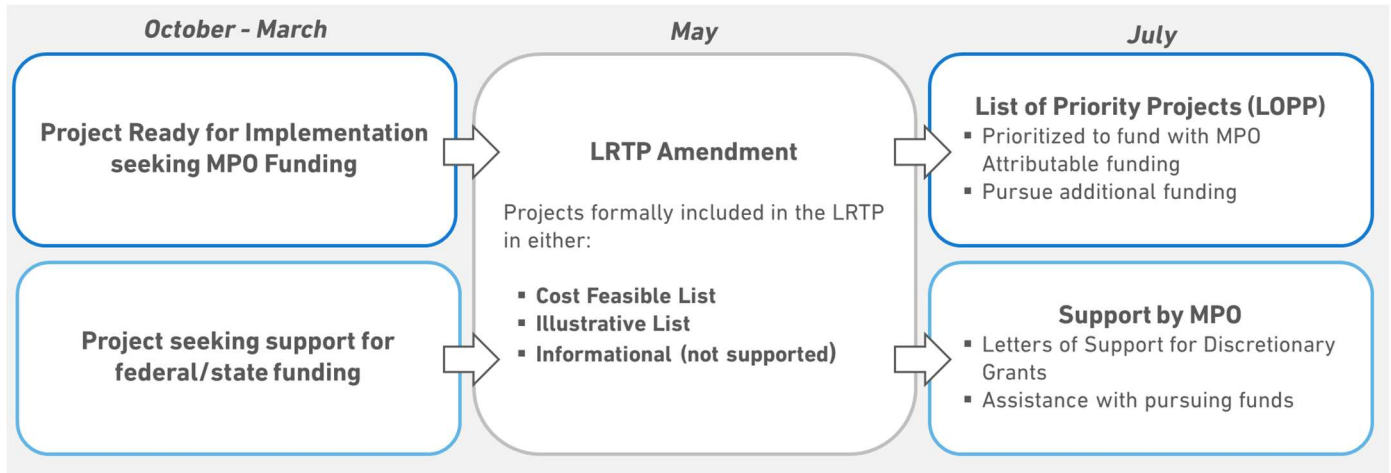 October - March
Project Ready for Implementation
seeking MPO Funding
Project seeking support for
federal/state funding
May
LRTP Amendment
Projects formally included in the LRTP
in either:
▪ Cost Feasible List
▪ Illustrative List
▪ Informational (not supported)
July
List of Priority Projects (LOPP)
▪ Prioritized to fund with MPO
Attributable funding
▪ Pursue additional funding
Support by MPO
▪ Letters of Support for Discretionary
Grants
▪ Assistance with pursuing funds